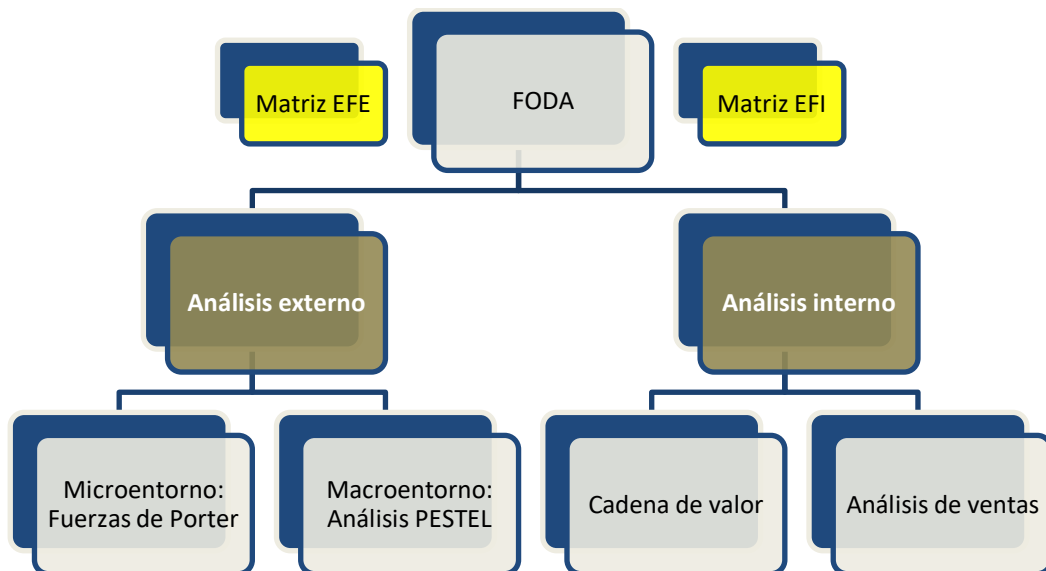 Matriz EFE
FODA
Matriz EFI
Análisis externo
Análisis interno
Microentorno:
Fuerzas de Porter
Macroentorno:
Análisis PESTEL
Cadena de valor
Análisis de ventas